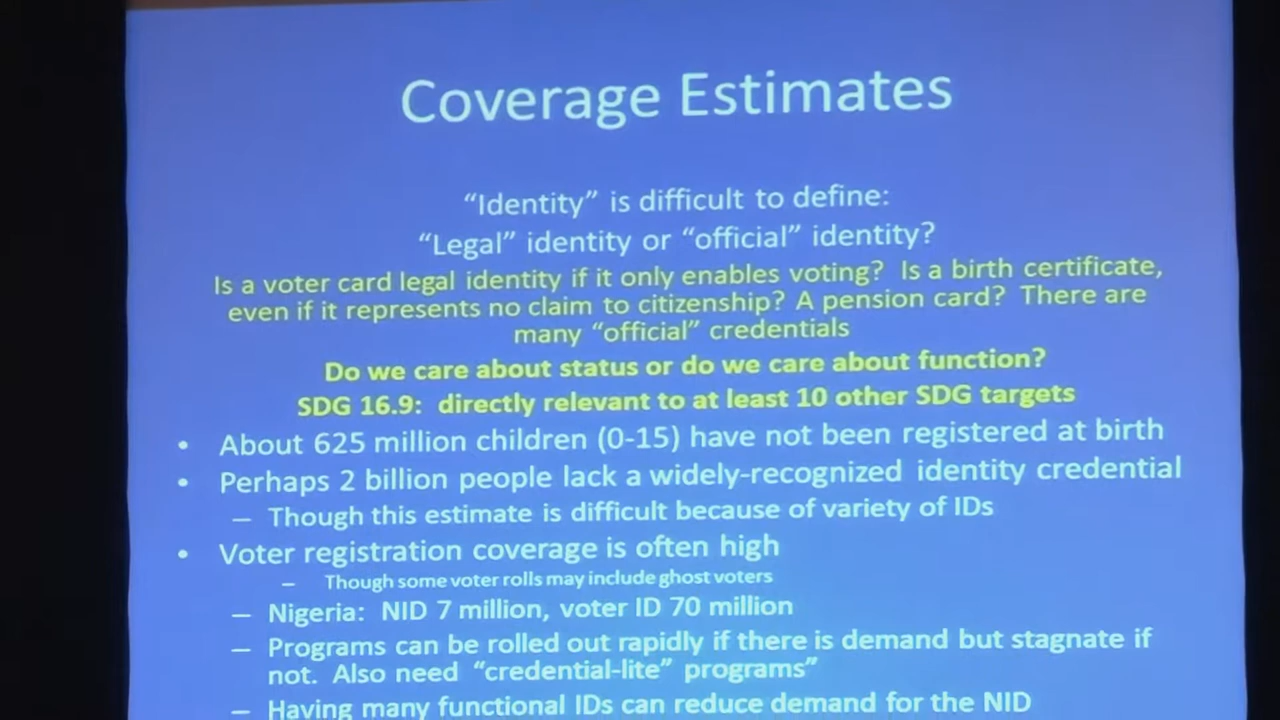 Coverage Estimates
“Identity” is difficult to define:
“Legal” identity or “official” identity?
Is a voter card legal identity if it only enables voting?  Is a birth certificate,
even if it represents no claim to citizenship? A pension card?  There are
many “official” credentials
Do we care about status or do we care about function?
SDG 16.9:  directly relevant to at least 10 other SDG targets
• About 625 million children (0-15) have not been registered at birth
• Perhaps 2 billion people lack a widely-recognized identity credential
– Though this estimate is difficult because of variety of IDs
• Voter registration coverage is often high
– Though some voter rolls may include ghost voters
– Nigeria:  NID 7 million, voter ID 70 million
– Programs can be rolled out rapidly if there is demand but stagnate if
not.  Also need “credential-lite” programs”
– Having many functional IDs can reduce demand for the NID